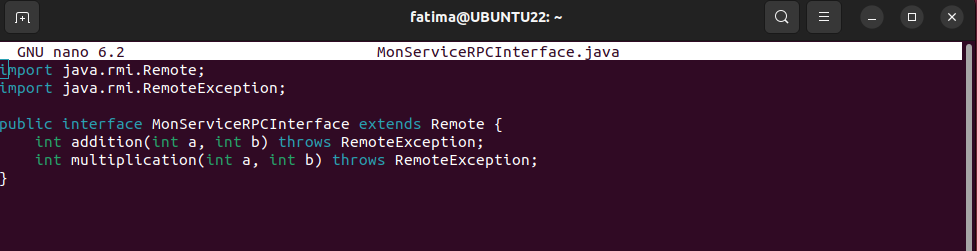 fatima@UBUNTU22: ~
GNU nano 6.2 MonServiceRPCInterface.java
import java.rmi.Remote;
import java.rmi.RemoteException;
public interface MonServiceRPCInterface extends Remote {
    int addition(int a, int b) throws RemoteException;
    int multiplication(int a, int b) throws RemoteException;
}